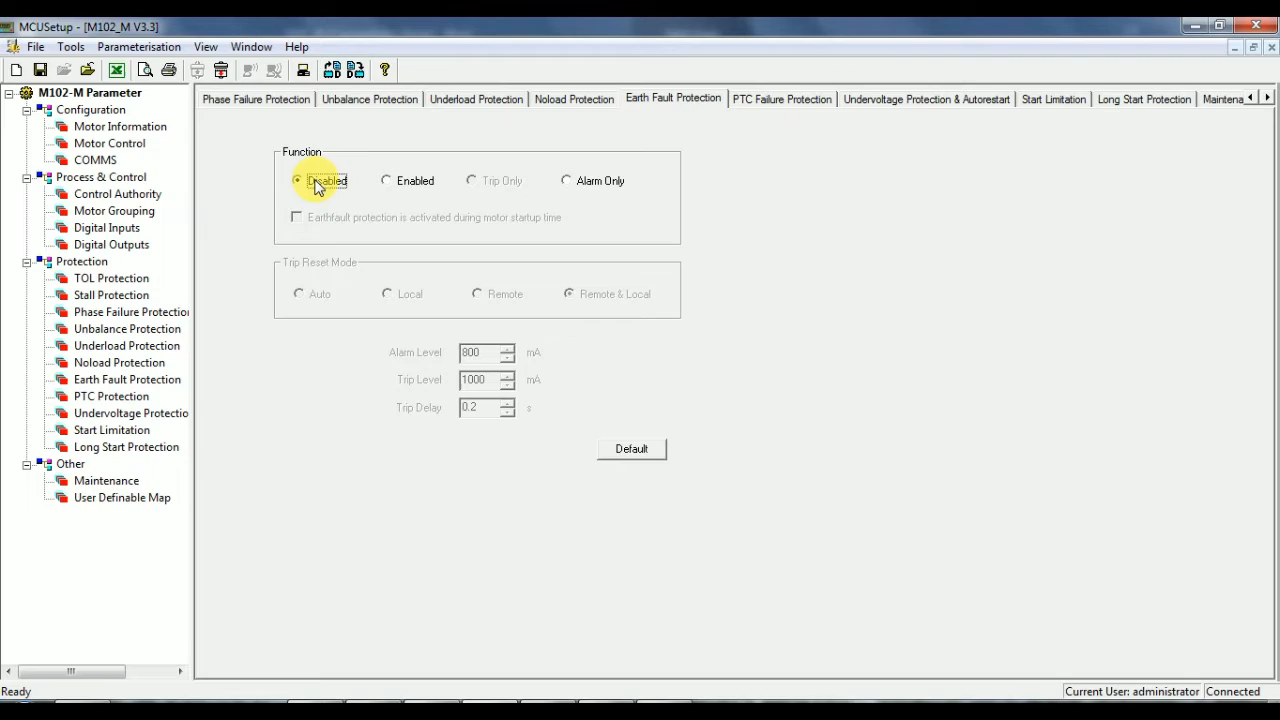 MCUSetup - [M102_M V3.3]
File Tools Parameterisation View Window Help
M102-M Parameter
Configuration
Motor Information
Motor Control
COMMS
Process & Control
Control Authority
Motor Grouping
Digital Inputs
Digital Outputs
Protection
TOL Protection
Stall Protection
Phase Failure Protection
Unbalance Protection
Underload Protection
Noload Protection
Earth Fault Protection
PTC Protection
Undervoltage Protectio
Start Limitation
Long Start Protection
Other
Maintenance
User Definable Map
Phase Failure Protection Unbalance Protection Underload Protection Noload Protection Earth Fault Protection PTC Failure Protection Undervoltage Protection & Autorestart Start Limitation Long Start Protection Maintena
Function
Disabled Enabled Trip Only Alarm Only
Earthfault protection is activated during motor startup time
Trip Reset Mode
Auto Local Remote Remote & Local
Alarm Level 800 mA
Trip Level 1000 mA
Trip Delay 0.2 s
Default
Ready Current User: administrator Connected